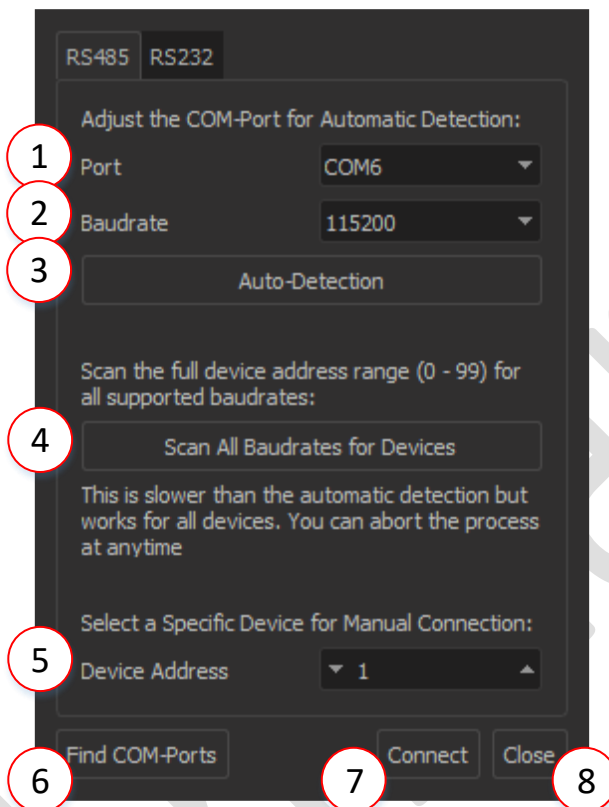 RS485 RS232
Adjust the COM-Port for Automatic Detection:
1 Port COM6
2 Baudrate 115200
3 Auto-Detection
Scan the full device address range (0 - 99) for
all supported baudrates:
4 Scan All Baudrates for Devices
This is slower than the automatic detection but
works for all devices. You can abort the process
at anytime
Select a Specific Device for Manual Connection:
5 Device Address 1
Find COM-Ports Connect Close
6 7 8